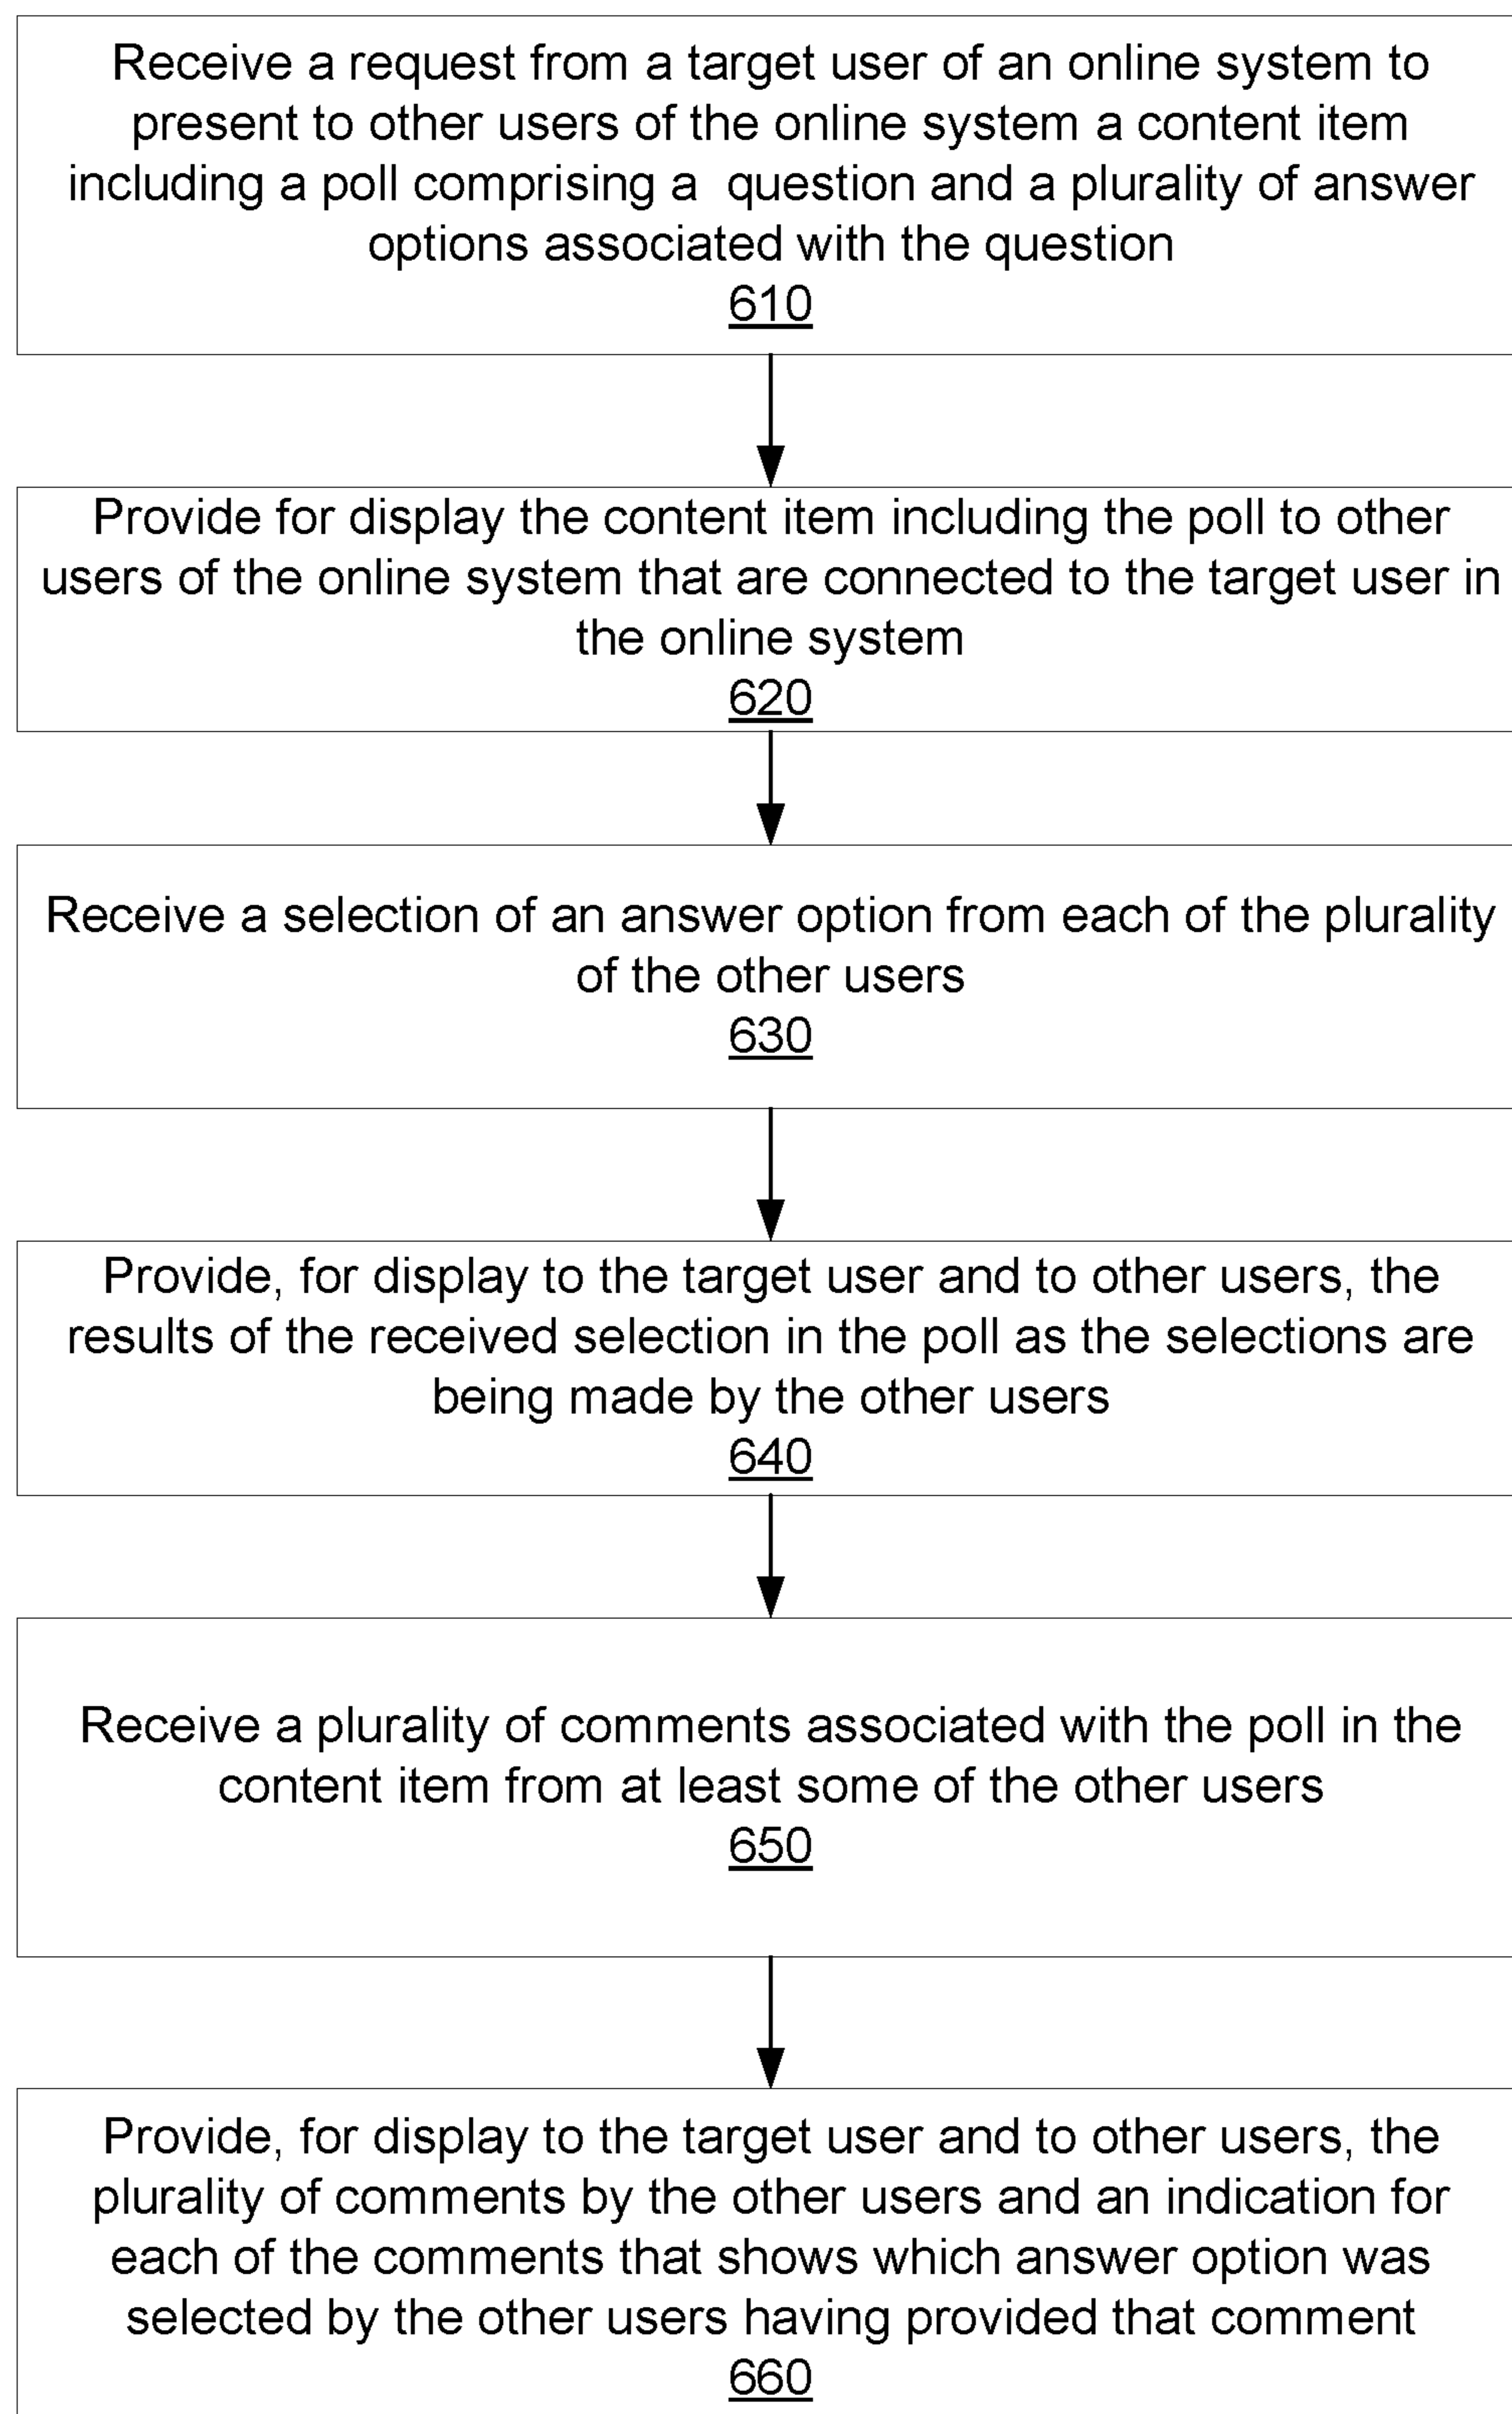 Receive a request from a target user of an online system to
present to other users of the online system a content item
including a poll comprising a  question and a plurality of answer
options associated with the question
610
Provide for display the content item including the poll to other
users of the online system that are connected to the target user in
the online system
620
Receive a selection of an answer option from each of the plurality
of the other users
630
Provide, for display to the target user and to other users, the
results of the received selection in the poll as the selections are
being made by the other users
640
Receive a plurality of comments associated with the poll in the
content item from at least some of the other users
650
Provide, for display to the target user and to other users, the
plurality of comments by the other users and an indication for
each of the comments that shows which answer option was
selected by the other users having provided that comment
660